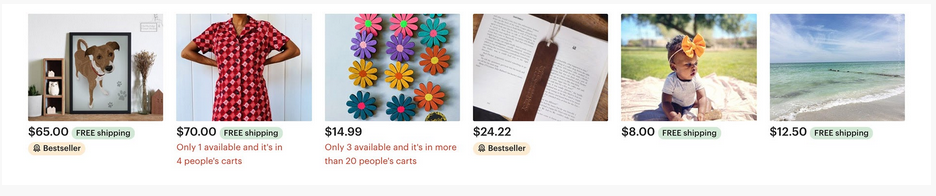 $65.00 FREE shipping
Bestseller
$70.00 FREE shipping
Only 1 available and it's in
4 people's carts
$14.99
Only 3 available and it's in more
than 20 people's carts
$24.22
Bestseller
$8.00 FREE shipping
$12.50 FREE shipping